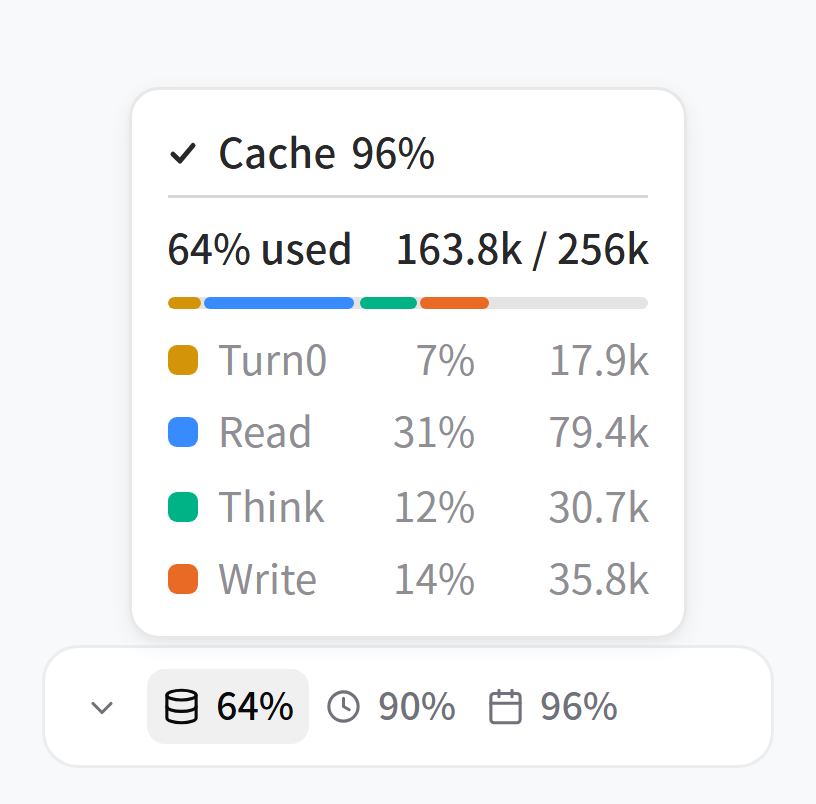 Cache 96%
64% used 163.8k / 256k
Turn0 7% 17.9k
Read 31% 79.4k
Think 12% 30.7k
Write 14% 35.8k
64% 90% 96%